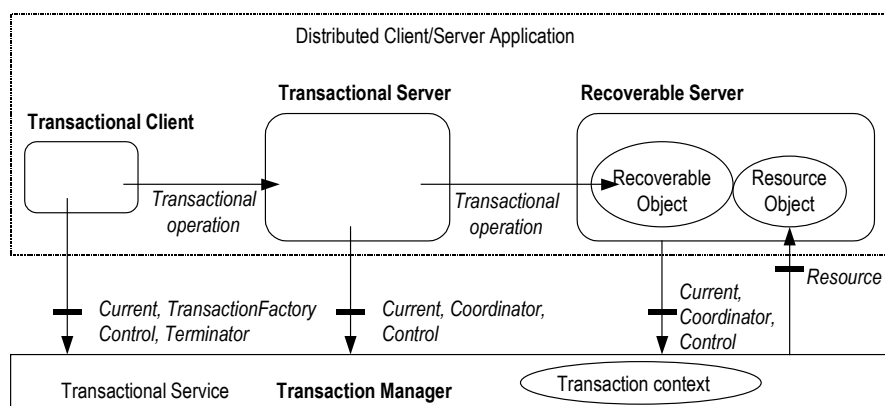 Distributed Client/Server Application
Transactional Server
Recoverable Server
Transactional Client
Transactional
operation
Transactional
operation
Recoverable
Object
Resource
Object
Current, TransactionFactory
Control, Terminator
Current, Coordinator,
Control
Current,
Coordinator,
Control
Resource
Transactional Service
Transaction Manager
Transaction context